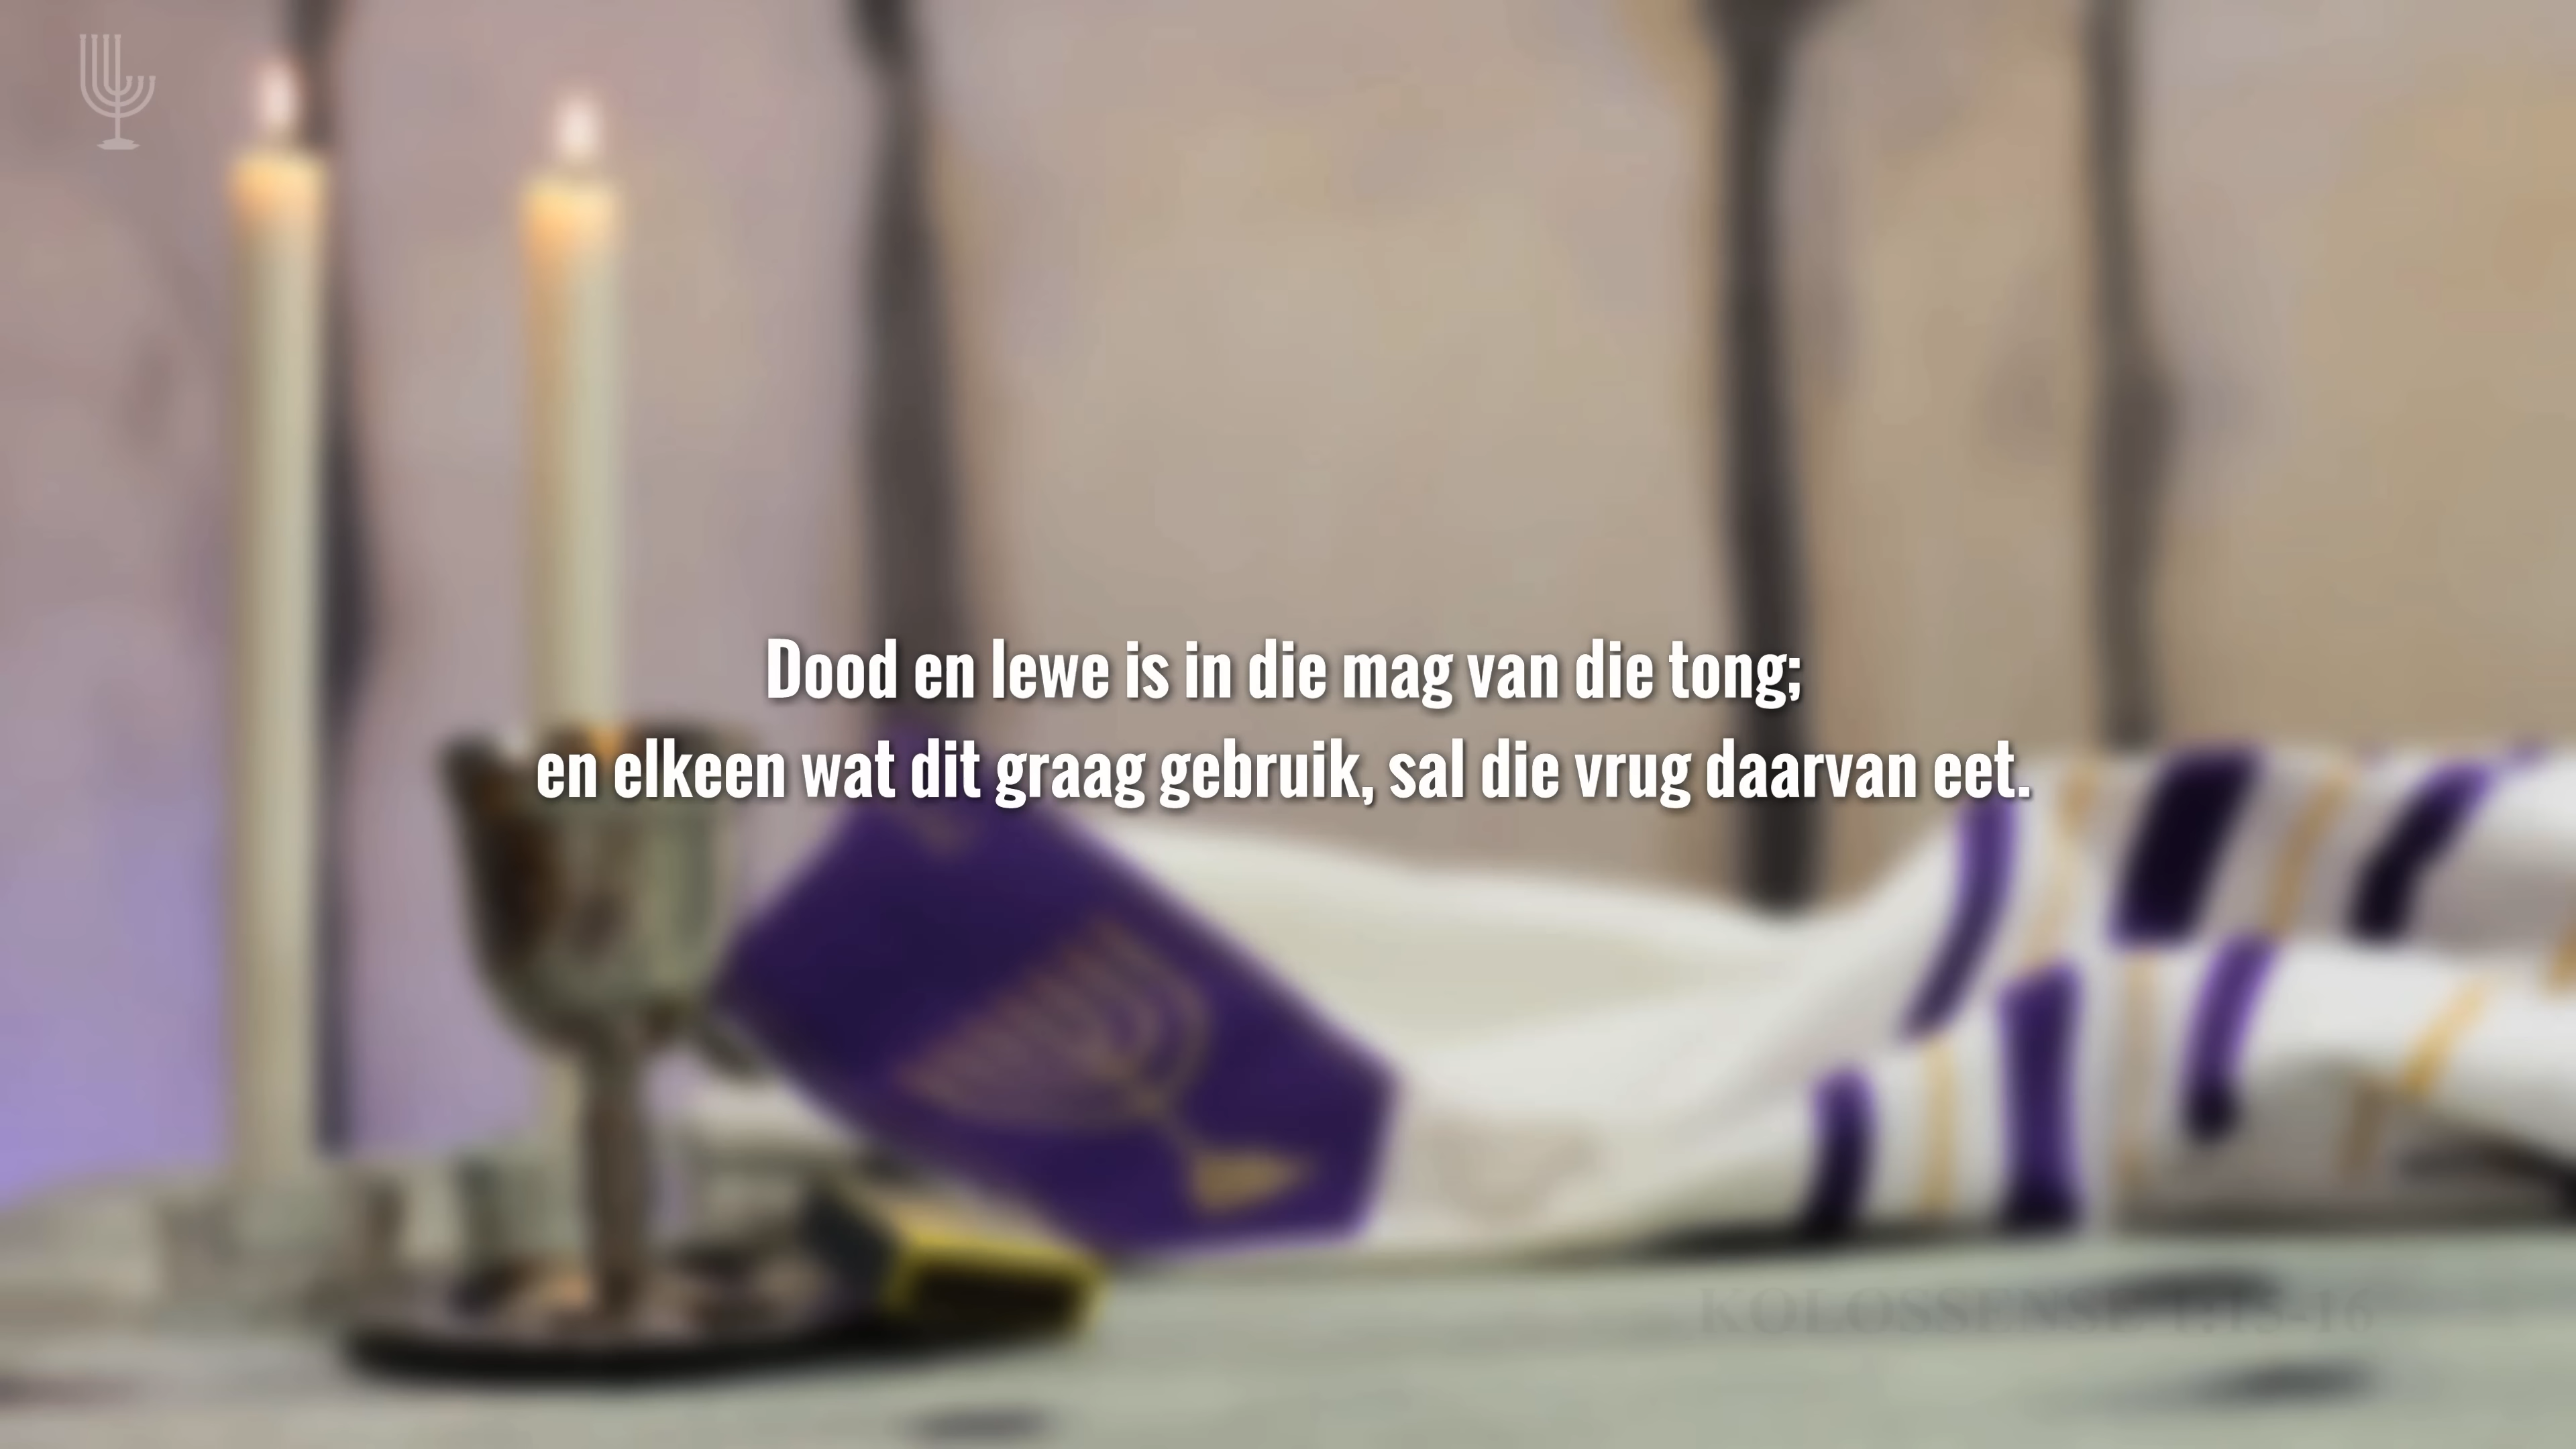 Dood en lewe is in die mag van die tong;
en elkeen wat dit graag gebruik, sal die vrug daarvan eet.
KOLOSSENSE